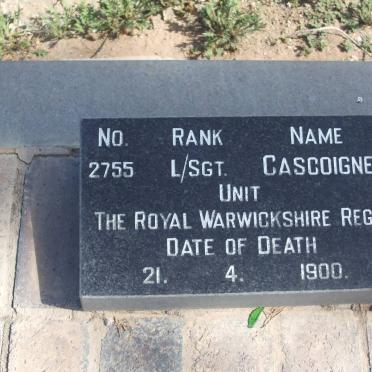 No. RANK NAME
2755 L/SGT. CASCOIGNE
UNIT
THE ROYAL WARWICKSHIRE REG
DATE OF DEATH
21. 4. 1900.